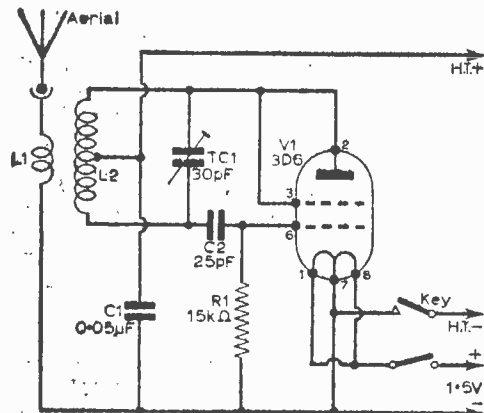 Aerial
H.T.+
L1
L2
TC1
30pF
V1
3D6
2
3
6
C2
25pF
1
7
8
C1
0·05µF
R1
15kΩ
Key
H.T.-
+
1·5V
-